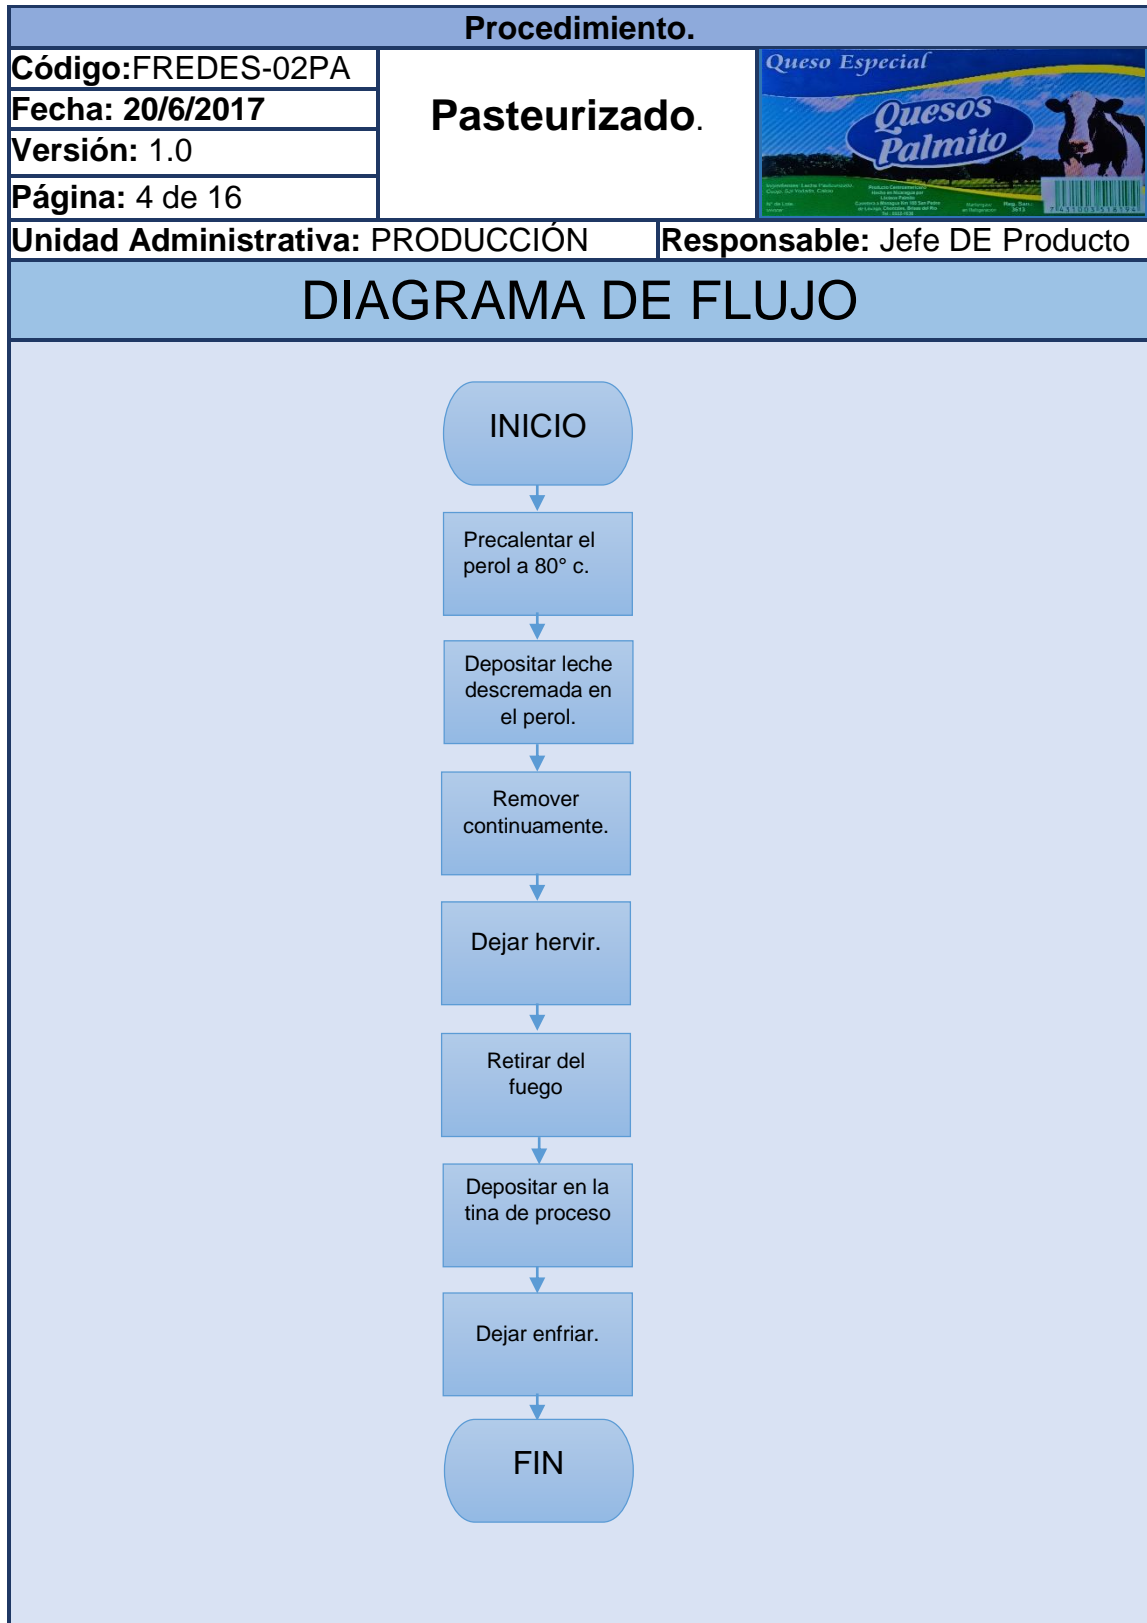 Procedimiento.
Código:FREDES-02PA
Fecha: 20/6/2017
Versión: 1.0
Página: 4 de 16
Pasteurizado.
Queso Especial
Quesos
Palmito
Unidad Administrativa: PRODUCCIÓN
Responsable: Jefe DE Producto
DIAGRAMA DE FLUJO
INICIO
Precalentar el
perol a 80° c.
Depositar leche
descremada en
el perol.
Remover
continuamente.
Dejar hervir.
Retirar del
fuego
Depositar en la
tina de proceso
Dejar enfriar.
FIN